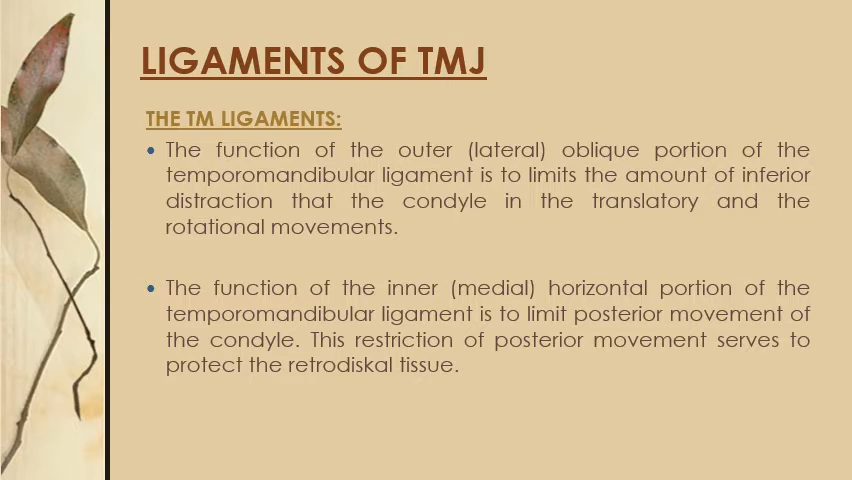 LIGAMENTS OF TMJ
THE TM LIGAMENTS:
• The function of the outer (lateral) oblique portion of the
temporomandibular ligament is to limits the amount of inferior
distraction that the condyle in the translatory and the
rotational movements.
• The function of the inner (medial) horizontal portion of the
temporomandibular ligament is to limit posterior movement of
the condyle. This restriction of posterior movement serves to
protect the retrodiskal tissue.